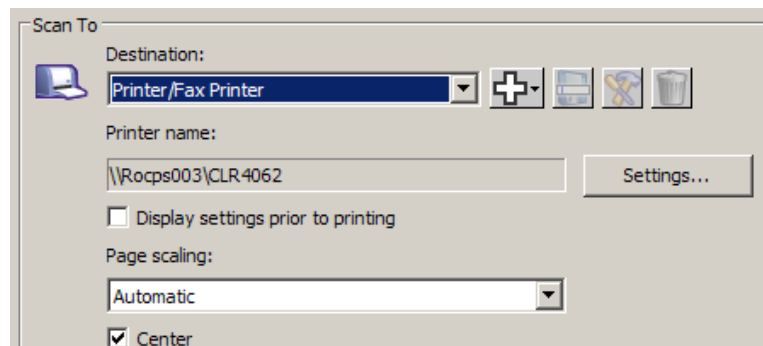 Scan To
Destination:
Printer/Fax Printer
Printer name:
\\Rocps003\CLR4062
Settings...
Display settings prior to printing
Page scaling:
Automatic
Center